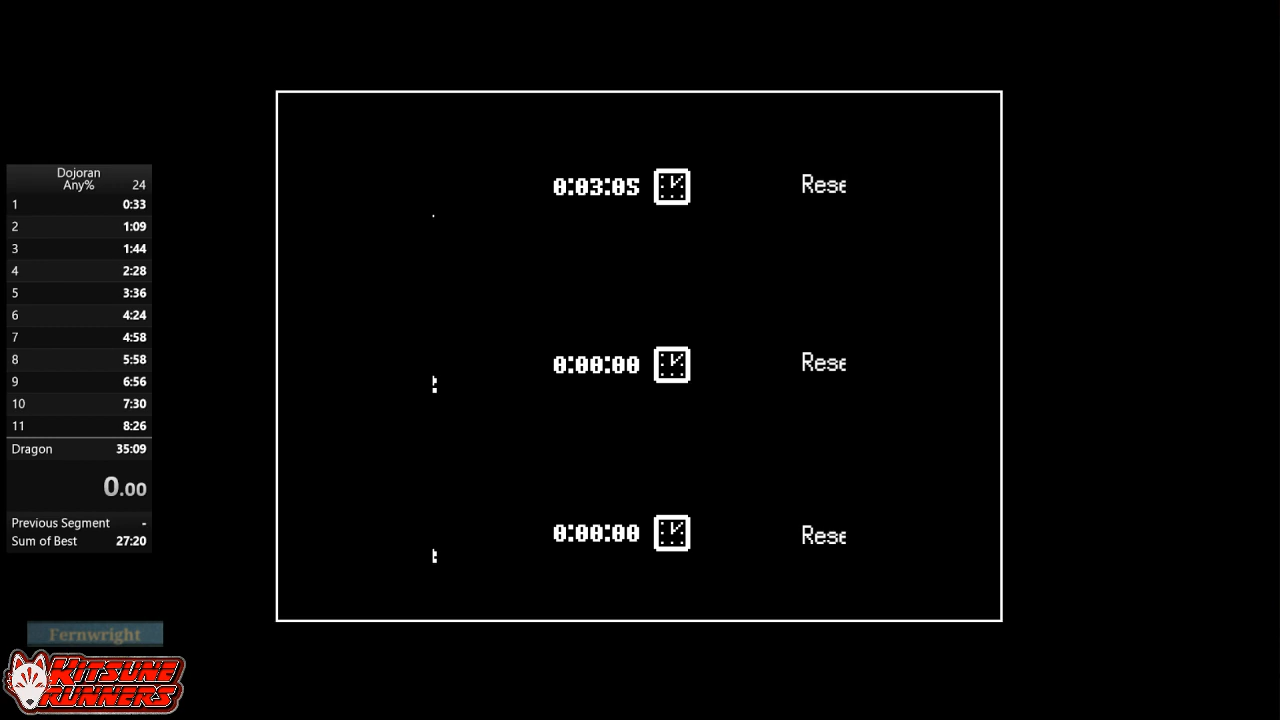 Dojoran
Any% 24
1 0:33
2 1:09
3 1:44
4 2:28
5 3:36
6 4:24
7 4:58
8 5:58
9 6:56
10 7:30
11 8:26
Dragon 35:09
0.00
Previous Segment -
Sum of Best 27:20
Fernwright
KITSUNE
RUNNERS
0:03:05 Rese
0:00:00 Rese
0:00:00 Rese